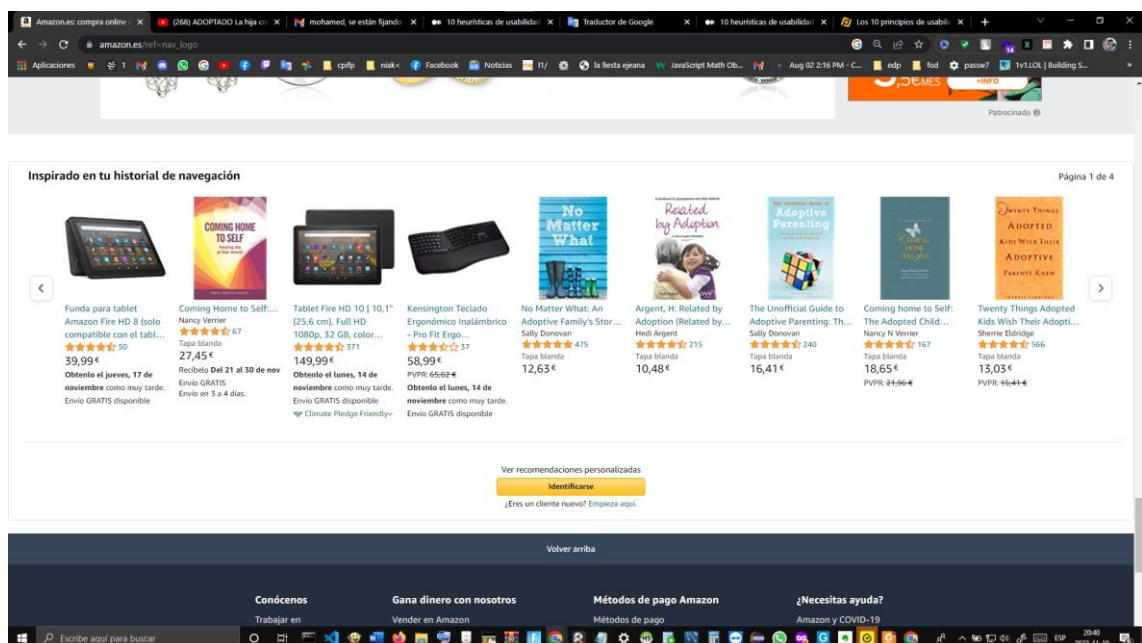 Amazon.es: compra online
(268) ADOPTADO La hija co
mohamed, se están fijando
10 heurísticas de usabilidad
Traductor de Google
10 heurísticas de usabilidad
Los 10 principios de usabili
amazon.es/ref=nav_logo
Aplicaciones
1
cpifp
niak<
Facebook
Noticias
11/
la fiesta ejeana
JavaScript Math Ob...
Aug 02 2:16 PM - C...
edp
fod
passw7
1v1.LOL | Building S...
»
+INFO
Patrocinado
Inspirado en tu historial de navegación
Página 1 de 4
COMING HOME
TO SELF
No
Matter
What
Related
by Adoption
Adoptive
Parenting
TWENTY THINGS
ADOPTED
KIDS WISH THEIR
ADOPTIVE
PARENTS KNEW
Funda para tablet
Amazon Fire HD 8 (solo
compatible con el tabl...
50
39,99€
Obtenlo el jueves, 17 de
noviembre como muy tarde.
Envío GRATIS disponible
Coming Home to Self:...
Nancy Verrier
67
Tapa blanda
27,45€
Recíbelo Del 21 al 30 de nov
Envío GRATIS
Envío en 3 a 4 días.
Tablet Fire HD 10 | 10,1"
(25,6 cm), Full HD
1080p, 32 GB, color...
371
149,99€
Obtenlo el lunes, 14 de
noviembre como muy tarde.
Envío GRATIS disponible
Climate Pledge Friendly
Kensington Teclado
Ergonómico Inalámbrico
- Pro Fit Ergo...
37
58,99€
PVPR: 65,62 €
Obtenlo el lunes, 14 de
noviembre como muy tarde.
Envío GRATIS disponible
No Matter What: An
Adoptive Family's Stor...
Sally Donovan
475
Tapa blanda
12,63€
Argent, H: Related by
Adoption (Related by...
Hedi Argent
215
Tapa blanda
10,48€
The Unofficial Guide to
Adoptive Parenting: Th...
Sally Donovan
240
Tapa blanda
16,41€
Coming home to Self:
The Adopted Child...
Nancy N Verrier
167
Tapa blanda
18,65€
PVPR: 21,96 €
Twenty Things Adopted
Kids Wish Their Adopti...
Sherrie Eldridge
566
Tapa blanda
13,03€
PVPR: 15,41 €
Ver recomendaciones personalizadas
Identificarse
¿Eres un cliente nuevo? Empieza aquí.
Volver arriba
Conócenos
Gana dinero con nosotros
Métodos de pago Amazon
¿Necesitas ayuda?
Trabajar en
Vender en Amazon
Métodos de pago
Amazon y COVID-19
Escribe aquí para buscar
ESP
20:40